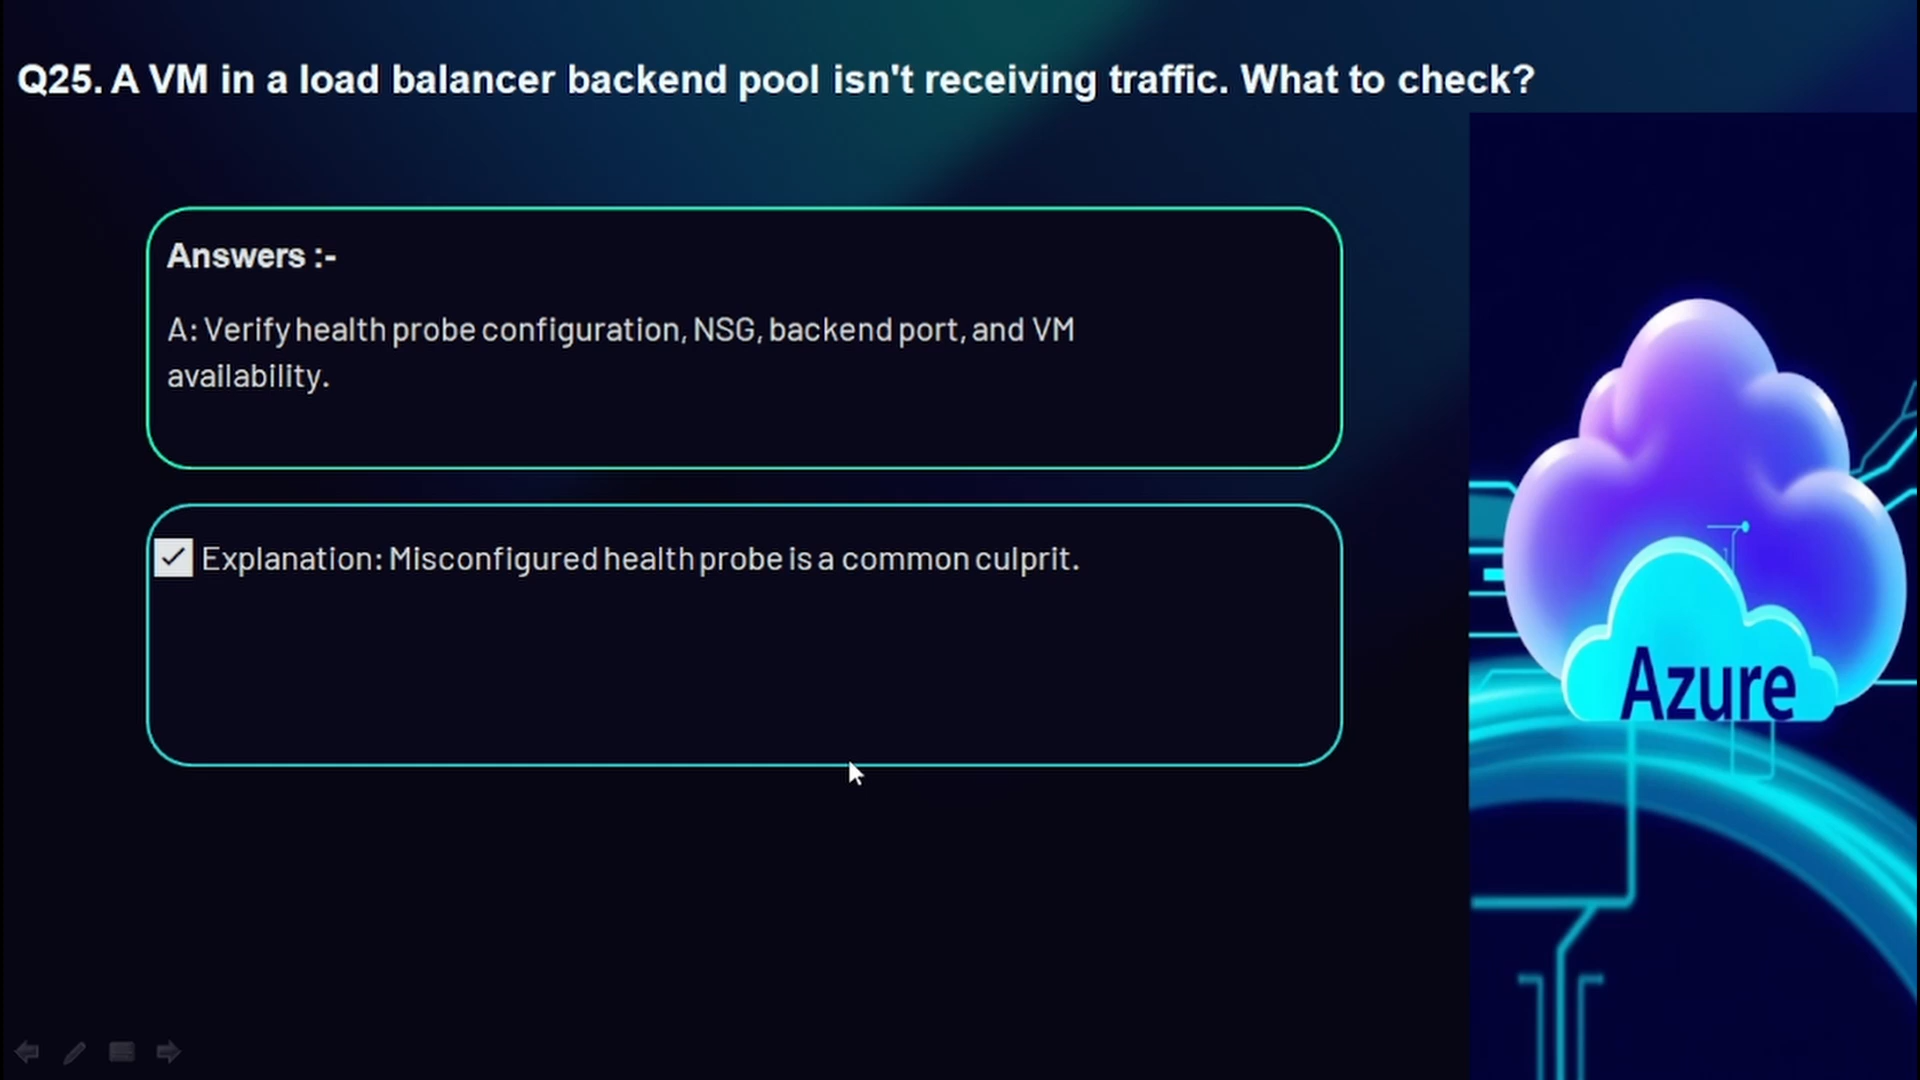 Q25. A VM in a load balancer backend pool isn't receiving traffic. What to check?
Answers :-
A: Verify health probe configuration, NSG, backend port, and VM
availability.
Explanation: Misconfigured health probe is a common culprit.
Azure